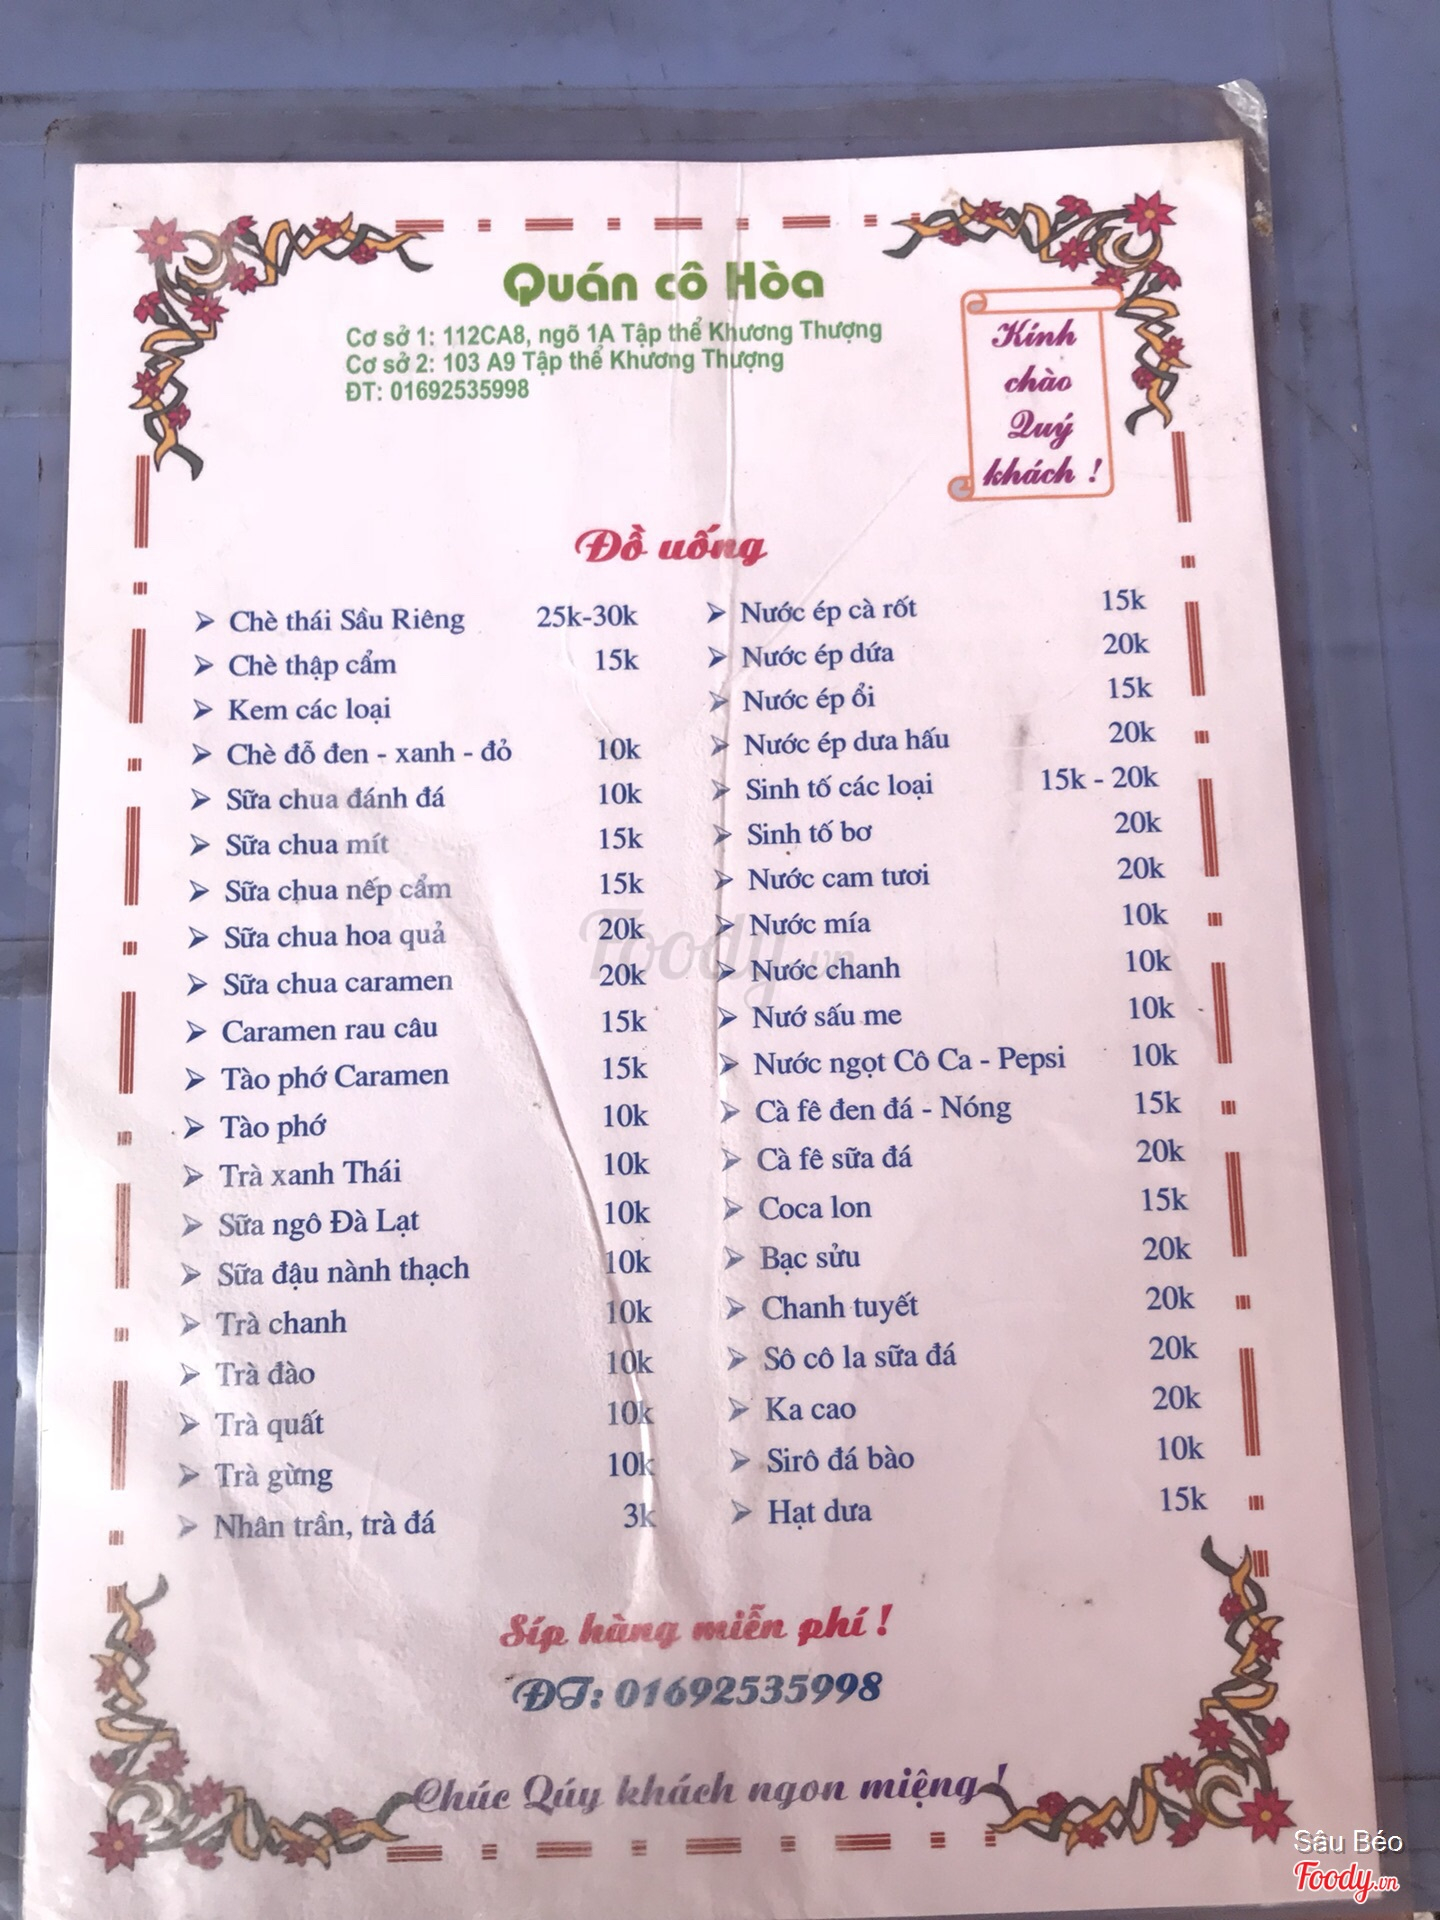 Quán cô Hòa
Cơ sở 1: 112CA8, ngõ 1A Tập thể Khương Thượng
Cơ sở 2: 103 A9 Tập thể Khương Thượng
ĐT: 01692535998
Kính
chào
Quý
khách !
Đồ uống
Chè thái Sầu Riêng 25k-30k
Chè thập cẩm 15k
Kem các loại
Chè đỗ đen - xanh - đỏ 10k
Sữa chua đánh đá 10k
Sữa chua mít 15k
Sữa chua nếp cẩm 15k
Sữa chua hoa quả 20k
Sữa chua caramen 20k
Caramen rau câu 15k
Tào phớ Caramen 15k
Tào phớ 10k
Trà xanh Thái 10k
Sữa ngô Đà Lạt 10k
Sữa đậu nành thạch 10k
Trà chanh 10k
Trà đào 10k
Trà quất 10k
Trà gừng 10k
Nhân trần, trà đá 3k
Nước ép cà rốt 15k
Nước ép dứa 20k
Nước ép ổi 15k
Nước ép dưa hấu 20k
Sinh tố các loại 15k - 20k
Sinh tố bơ 20k
Nước cam tươi 20k
Nước mía 10k
Nước chanh 10k
Nướ sấu me 10k
Nước ngọt Cô Ca - Pepsi 10k
Cà fê đen đá - Nóng 15k
Cà fê sữa đá 20k
Coca lon 15k
Bạc sửu 20k
Chanh tuyết 20k
Sô cô la sữa đá 20k
Ka cao 20k
Sirô đá bào 10k
Hạt dưa 15k
Foody.vn
Síp hàng miễn phí !
ĐT: 01692535998
Chúc Qúy khách ngon miệng !
Sâu Béo
Foody.vn